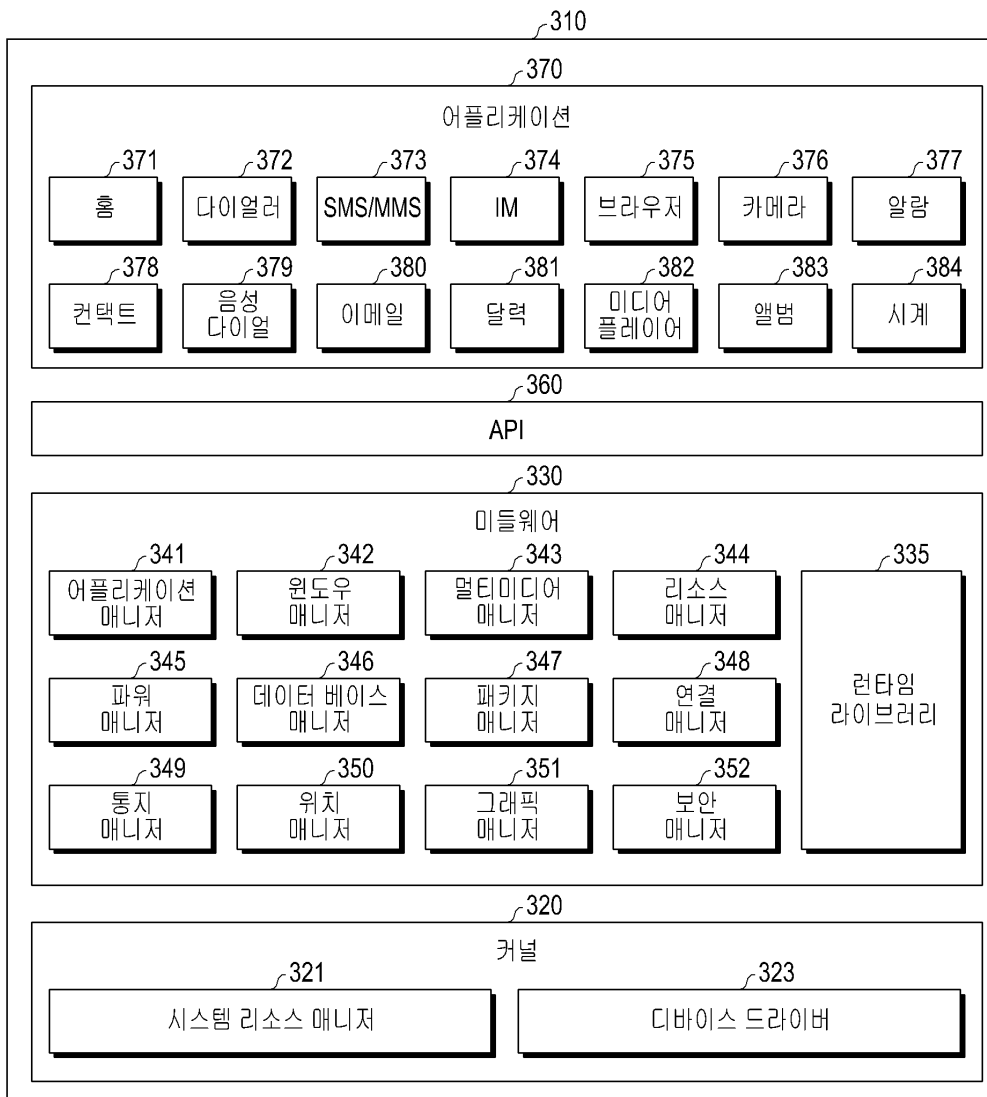 310
370
어플리케이션
371 372 373 374 375 376 377
홈 다이얼러 SMS/MMS IM 브라우저 카메라 알람
378 379 380 381 382 383 384
컨택트 음성 다이얼 이메일 달력 미디어 플레이어 앨범 시계
360
API
330
미들웨어
341 342 343 344 335
어플리케이션 윈도우 멀티미디어 리소스
매니저 매니저 매니저 매니저
345 346 347 348
파워 데이터 베이스 패키지 연결 런타임
매니저 매니저 매니저 매니저 라이브러리
349 350 351 352
통지 위치 그래픽 보안
매니저 매니저 매니저 매니저
320
커널
321 323
시스템 리소스 매니저 디바이스 드라이버